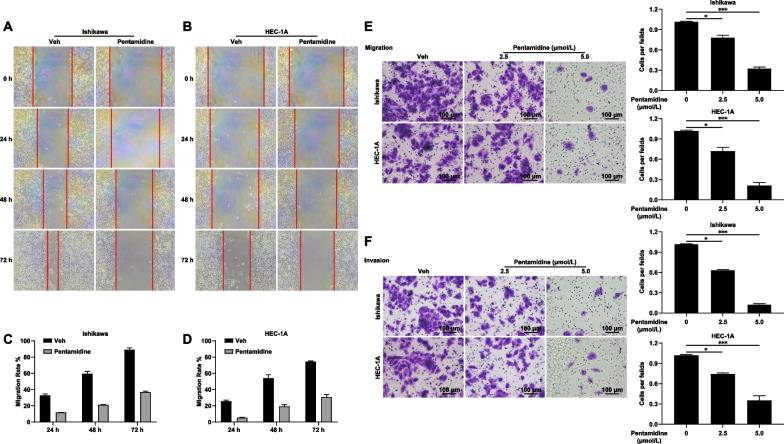 A
Ishikawa
Veh
Pentamidine
0 h
24 h
48 h
72 h
B
HEC-1A
Veh
Pentamidine
0 h
24 h
48 h
72 h
C
Ishikawa
Veh
Pentamidine
Migration Rate %
100
80
60
40
20
0
24 h
48 h
72 h
D
HEC-1A
Veh
Pentamidine
Migration Rate %
100
80
60
40
20
0
24 h
48 h
72 h
E
Migration
Pentamidine (μmol/L)
Veh
2.5
5.0
Ishikawa
100 μm
100 μm
100 μm
HEC-1A
100 μm
100 μm
100 μm
Ishikawa
***
*
Cells per felids
1.2
0.9
0.6
0.3
0.0
Pentamidine
(μmol/L)
0
2.5
5.0
HEC-1A
***
*
Cells per felids
1.2
0.9
0.6
0.3
0.0
Pentamidine
(μmol/L)
0
2.5
5.0
F
Invasion
Pentamidine (μmol/L)
Veh
2.5
5.0
Ishikawa
100 μm
100 μm
100 μm
HEC-1A
100 μm
100 μm
100 μm
Ishikawa
***
*
Cells per felids
1.2
0.9
0.6
0.3
0.0
Pentamidine
(μmol/L)
0
2.5
5.0
HEC-1A
***
*
Cells per felids
1.2
0.9
0.6
0.3
0.0
Pentamidine
(μmol/L)
0
2.5
5.0